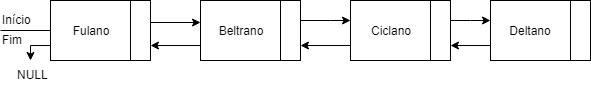 Início
Fim
NULL
Fulano
Beltrano
Ciclano
Deltano